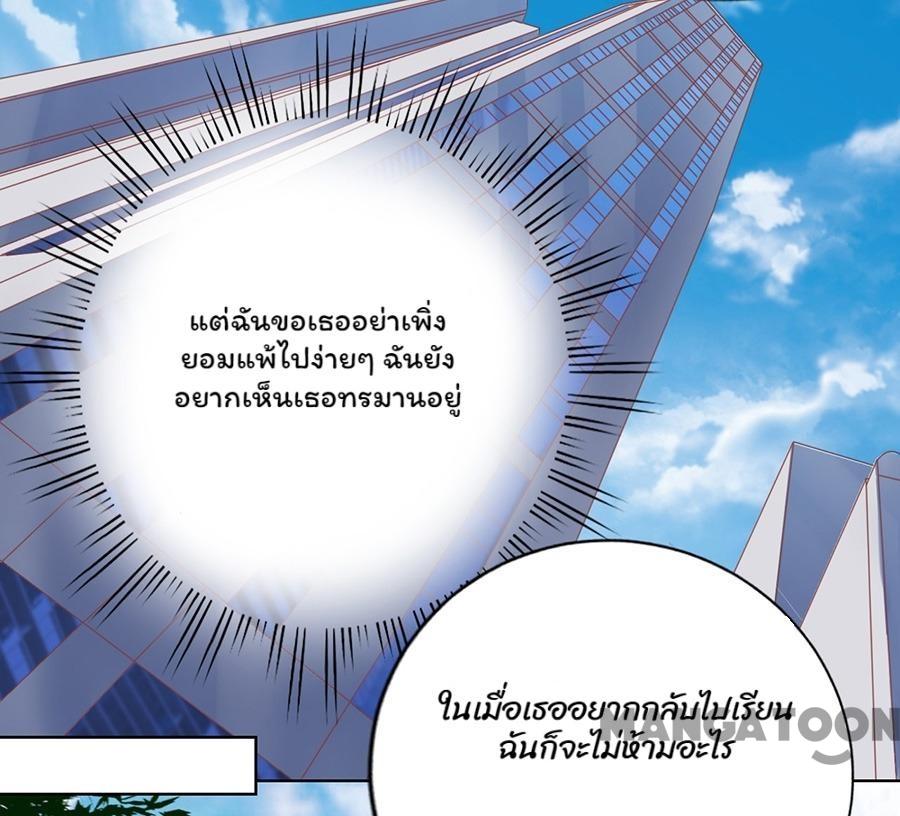 แต่ฉันขอเธออย่าเพิ่ง
ยอมแพ้ไปง่ายๆ ฉันยัง
อยากเห็นเธอทรมานอยู่
ในเมื่อเธออยากกลับไปเรียน
ฉันก็จะไม่ห้ามอะไร
MANGATOON